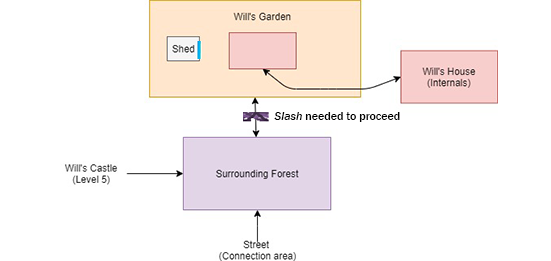 Will's Garden
Shed
Will's House
(Internals)
Slash needed to proceed
Will's Castle
(Level 5)
Surrounding Forest
Street
(Connection area)